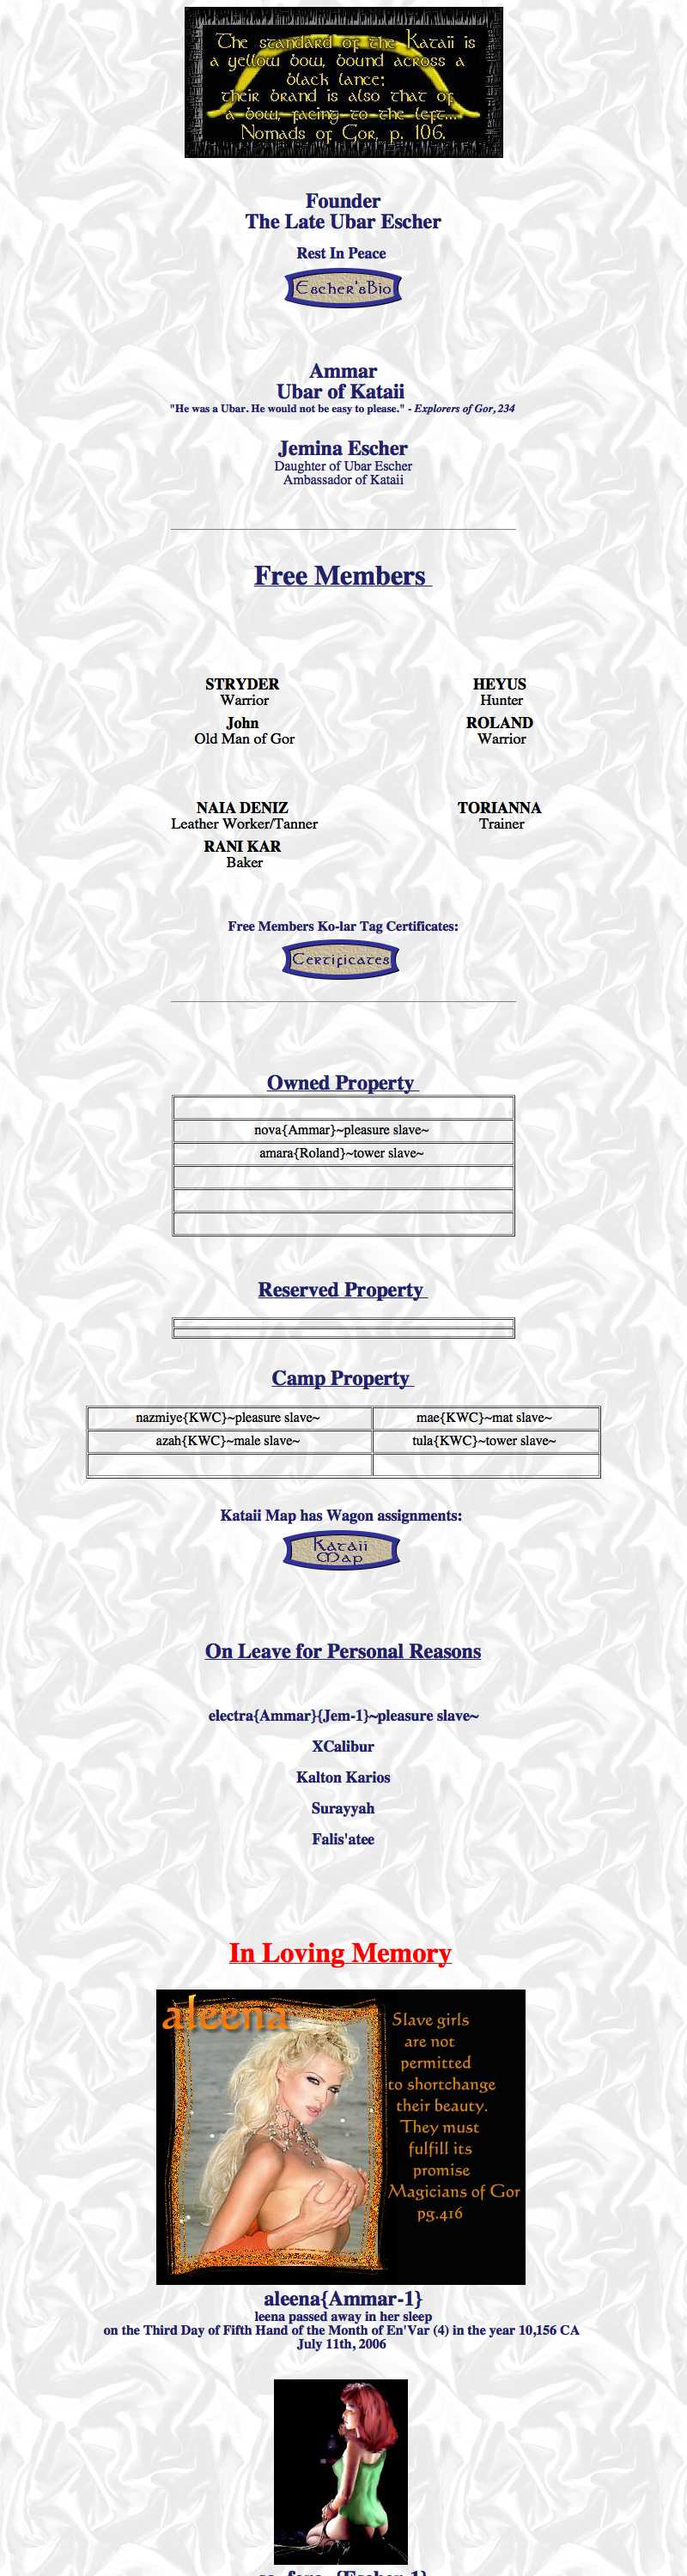 The standard of the Kataii is
a yellow bow, bound across a
black lance;
their brand is also that of
a bow, facing to the left...
Nomads of Gor, p. 106.
Founder
The Late Ubar Escher
Rest In Peace
Escher'sBio
Ammar
Ubar of Kataii
"He was a Ubar. He would not be easy to please." - Explorers of Gor, 234
Jemina Escher
Daughter of Ubar Escher
Ambassador of Kataii
Free Members
STRYDER HEYUS
Warrior Hunter
John ROLAND
Old Man of Gor Warrior
NAIA DENIZ TORIANNA
Leather Worker/Tanner Trainer
RANI KAR
Baker
Free Members Ko-lar Tag Certificates:
Certificates
Owned Property
nova{Ammar}~pleasure slave~
amara{Roland}~tower slave~
Reserved Property
Camp Property
nazmiye{KWC}~pleasure slave~ mae{KWC}~mat slave~
azah{KWC}~male slave~ tula{KWC}~tower slave~
Kataii Map has Wagon assignments:
Kataii
Map
On Leave for Personal Reasons
electra{Ammar}{Jem-1}~pleasure slave~
XCalibur
Kalton Karios
Surayyah
Falis'atee
In Loving Memory
aleena
Slave girls
are not
permitted
to shortchange
their beauty.
They must
fulfill its
promise
Magicians of Gor
pg.416
aleena{Ammar-1}
leena passed away in her sleep
on the Third Day of Fifth Hand of the Month of En'Var (4) in the year 10,156 CA
July 11th, 2006